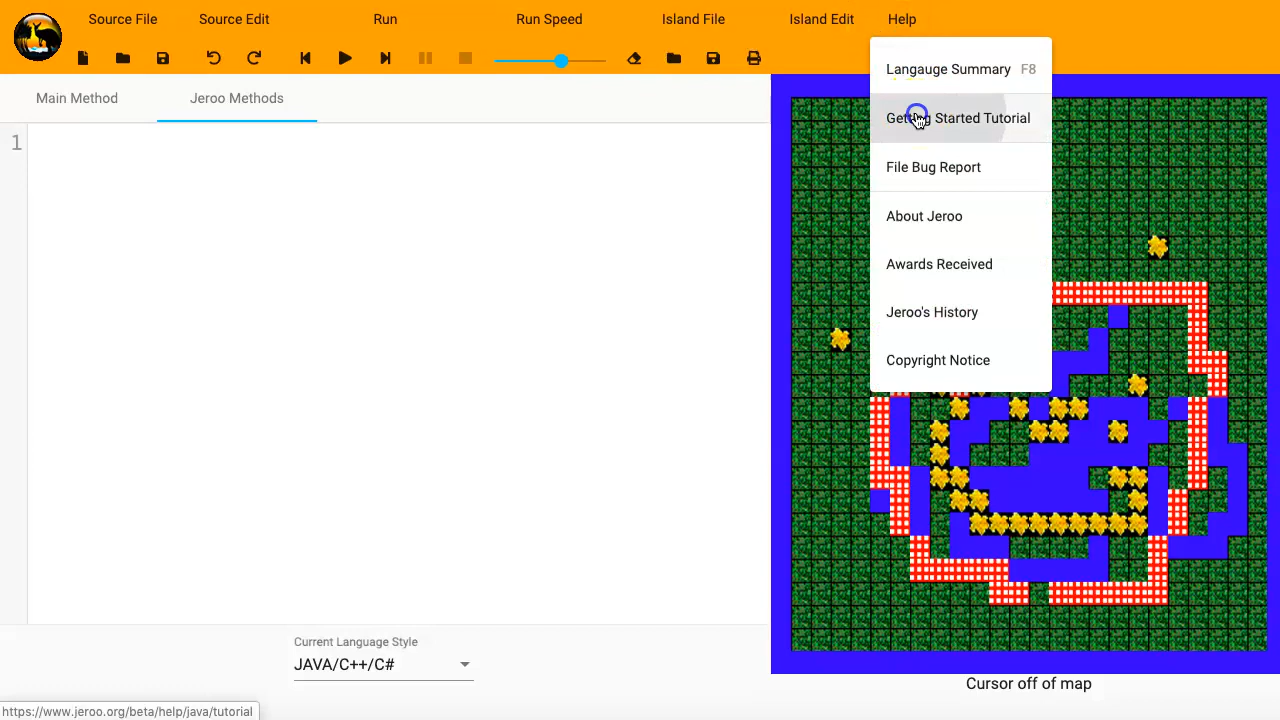 Source File
Source Edit
Run
Run Speed
Island File
Island Edit
Help
Langauge Summary F8
Getting Started Tutorial
File Bug Report
About Jeroo
Awards Received
Jeroo's History
Copyright Notice
Main Method
Jeroo Methods
1
Current Language Style
JAVA/C++/C#
Cursor off of map
https://www.jeroo.org/beta/help/java/tutorial